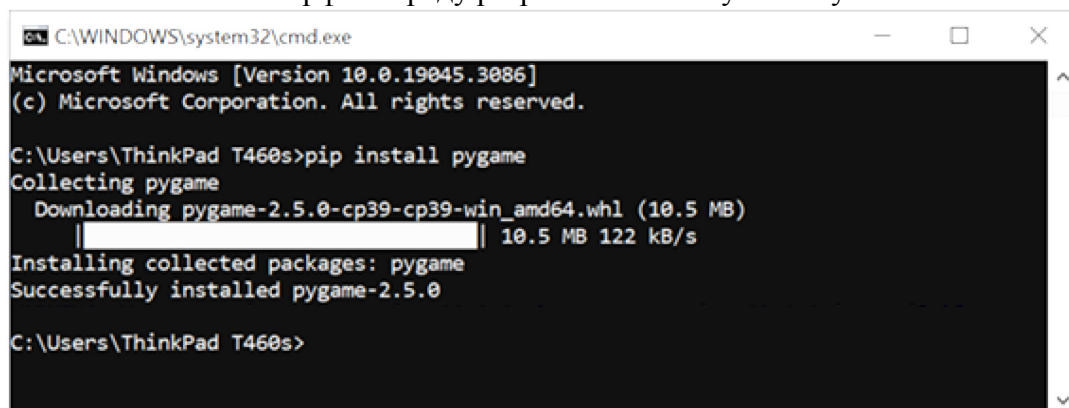 C:\WINDOWS\system32\cmd.exe
Microsoft Windows [Version 10.0.19045.3086]
(c) Microsoft Corporation. All rights reserved.
C:\Users\ThinkPad T460s>pip install pygame
Collecting pygame
Downloading pygame-2.5.0-cp39-cp39-win_amd64.whl (10.5 MB)
| | 10.5 MB 122 kB/s
Installing collected packages: pygame
Successfully installed pygame-2.5.0
C:\Users\ThinkPad T460s>